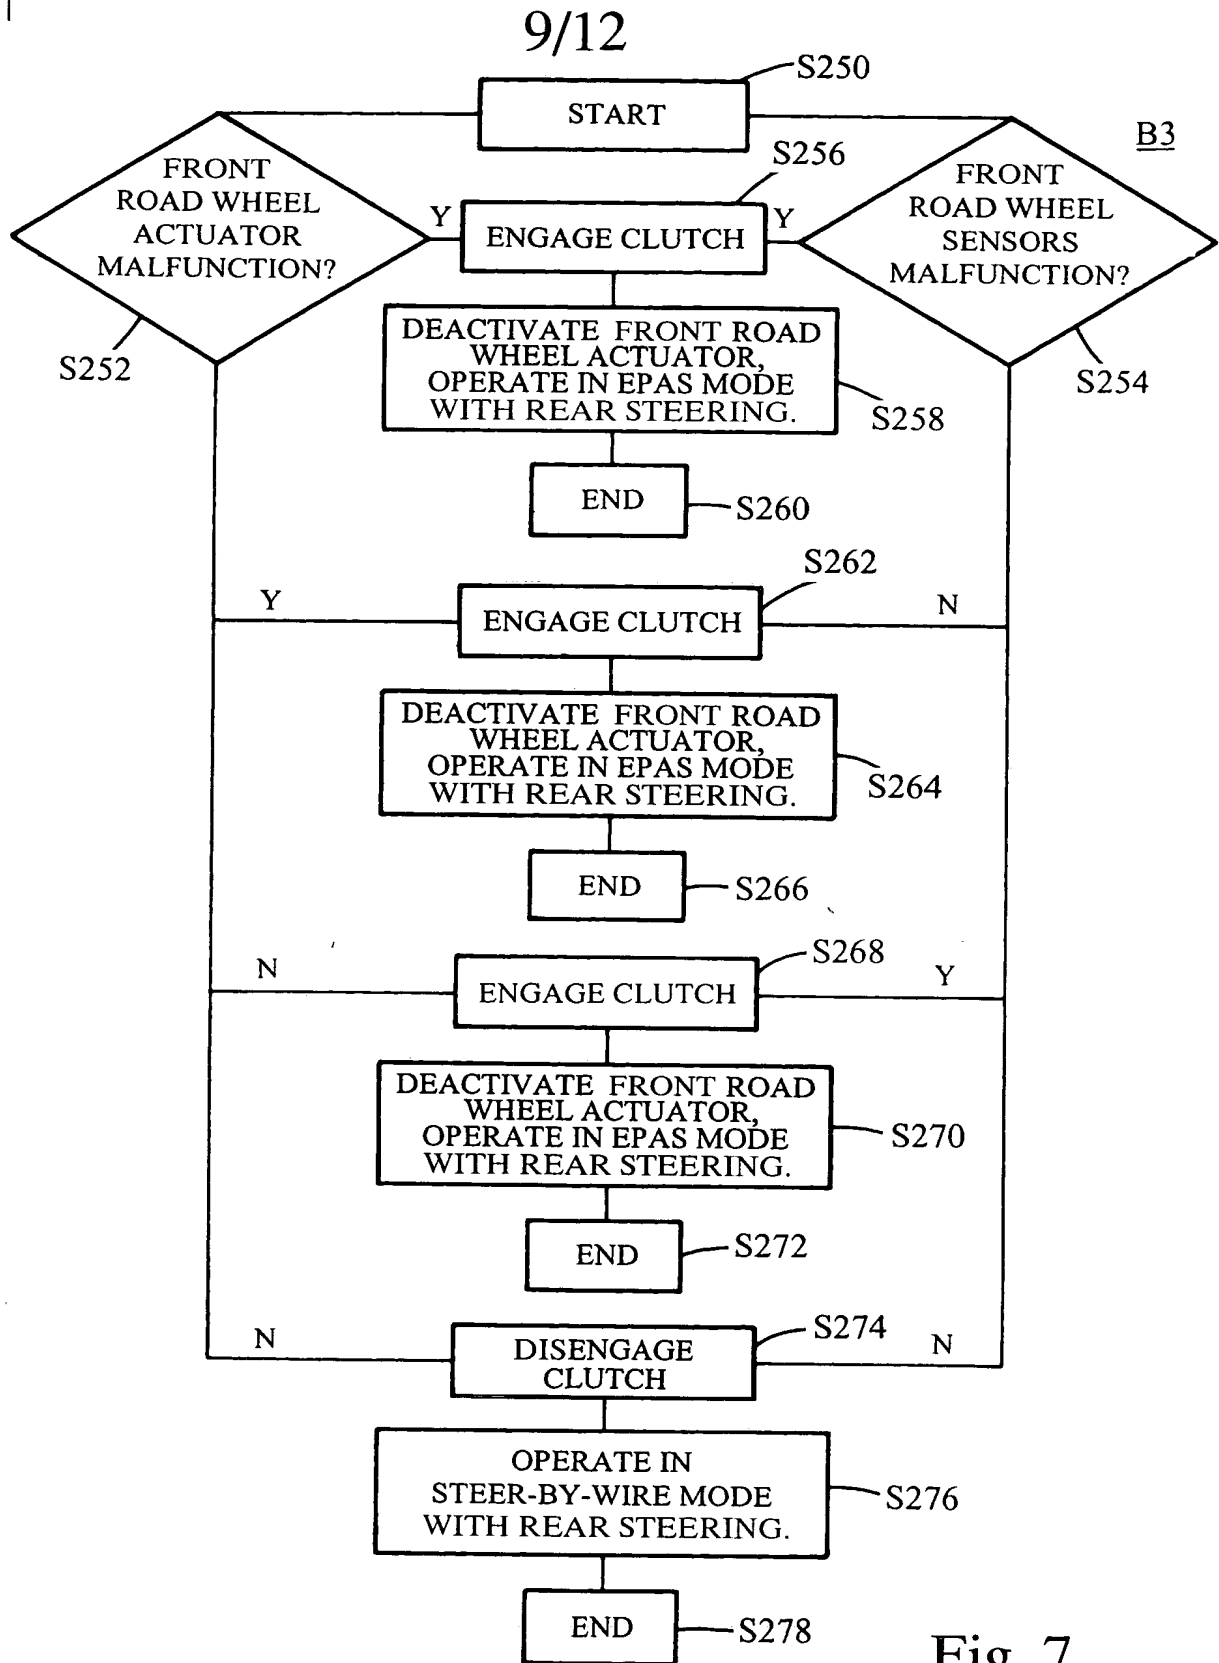 9/12
S250
START
B3
S256
FRONT
ROAD WHEEL
ACTUATOR
MALFUNCTION?
Y
ENGAGE CLUTCH
Y
FRONT
ROAD WHEEL
SENSORS
MALFUNCTION?
S252
DEACTIVATE FRONT ROAD
WHEEL ACTUATOR,
OPERATE IN EPAS MODE
WITH REAR STEERING.
S254
S258
END
S260
S262
Y
ENGAGE CLUTCH
N
DEACTIVATE FRONT ROAD
WHEEL ACTUATOR,
OPERATE IN EPAS MODE
WITH REAR STEERING.
S264
END
S266
S268
N
ENGAGE CLUTCH
Y
DEACTIVATE FRONT ROAD
WHEEL ACTUATOR,
OPERATE IN EPAS MODE
WITH REAR STEERING.
S270
END
S272
S274
N
DISENGAGE
CLUTCH
N
OPERATE IN
STEER-BY-WIRE MODE
WITH REAR STEERING.
S276
END
S278
Fig. 7